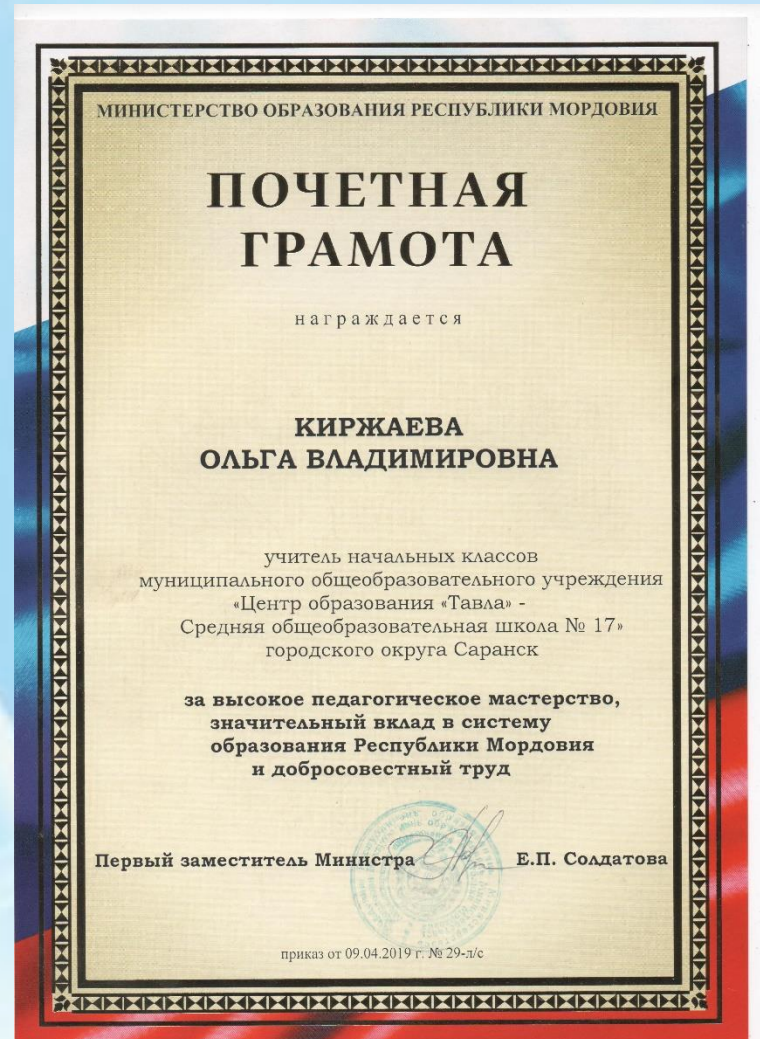 МИНИСТЕРСТВО ОБРАЗОВАНИЯ РЕСПУБЛИКИ МОРДОВИЯ
ПОЧЕТНАЯ
ГРАМОТА
награждается
КИРЖАЕВА
ОЛЬГА ВЛАДИМИРОВНА
учитель начальных классов
муниципального общеобразовательного учреждения
«Центр образования «Тавла» -
Средняя общеобразовательная школа № 17»
городского округа Саранск
за высокое педагогическое мастерство,
значительный вклад в систему
образования Республики Мордовия
и добросовестный труд
Первый заместитель Министра Е.П. Солдатова
приказ от 09.04.2019 г. № 29-л/с